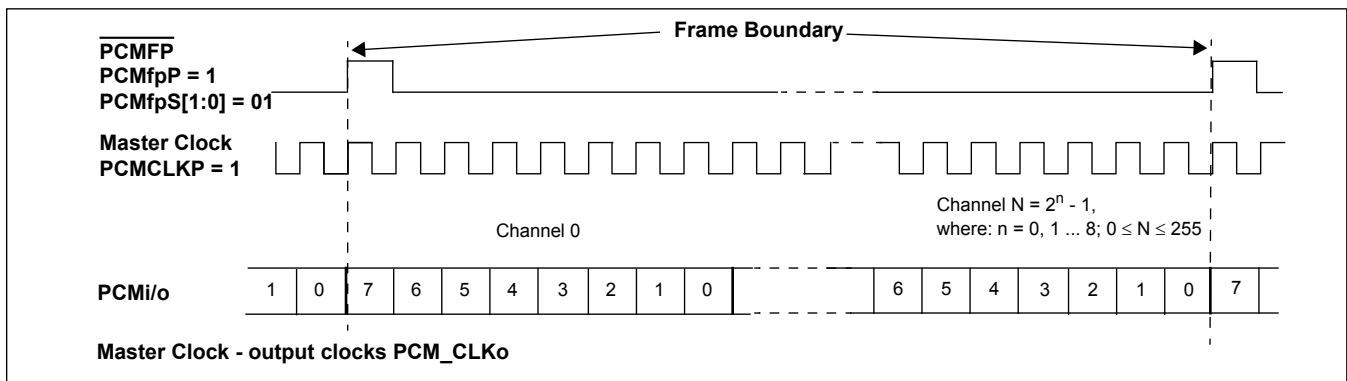 Frame Boundary
PCMFP
PCMfpP = 1
PCMfpS[1:0] = 01
Master Clock
PCMCLKP = 1
Channel 0
Channel N = 2ⁿ - 1,
where: n = 0, 1 ... 8; 0 ≤ N ≤ 255
PCMi/o 1 0 7 6 5 4 3 2 1 0 6 5 4 3 2 1 0 7
Master Clock - output clocks PCM_CLKo